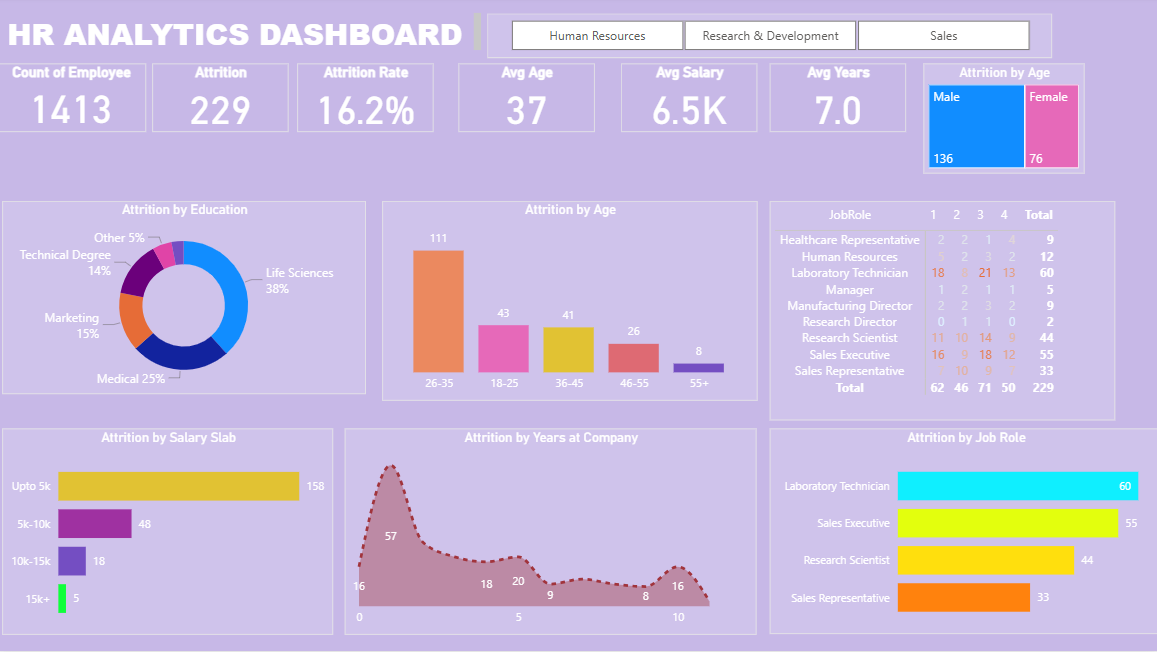 HR ANALYTICS DASHBOARD
Human Resources
Research & Development
Sales
Count of Employee
1413
Attrition
229
Attrition Rate
16.2%
Avg Age
37
Avg Salary
6.5K
Avg Years
7.0
Attrition by Age
Male
136
Female
76
Attrition by Education
Other 5%
Technical Degree
14%
Life Sciences
38%
Marketing
15%
Medical 25%
Attrition by Age
111
43
41
26
8
26-35
18-25
36-45
46-55
55+
JobRole 1 2 3 4 Total
Healthcare Representative 2 2 1 4 9
Human Resources 5 2 3 2 12
Laboratory Technician 18 21 13 60
Manager 1 2 1 1 5
Manufacturing Director 2 2 3 2 9
Research Director 0 1 1 0 2
Research Scientist 11 10 14 9 44
Sales Executive 16 9 18 12 55
Sales Representative 10 9 33
Total 62 46 71 50 229
Attrition by Salary Slab
Upto 5k 158
5k-10k 48
10k-15k 18
15k+ 5
Attrition by Years at Company
57
16
18
20
9
8
16
0
5
10
Attrition by Job Role
Laboratory Technician 60
Sales Executive 55
Research Scientist 44
Sales Representative 33